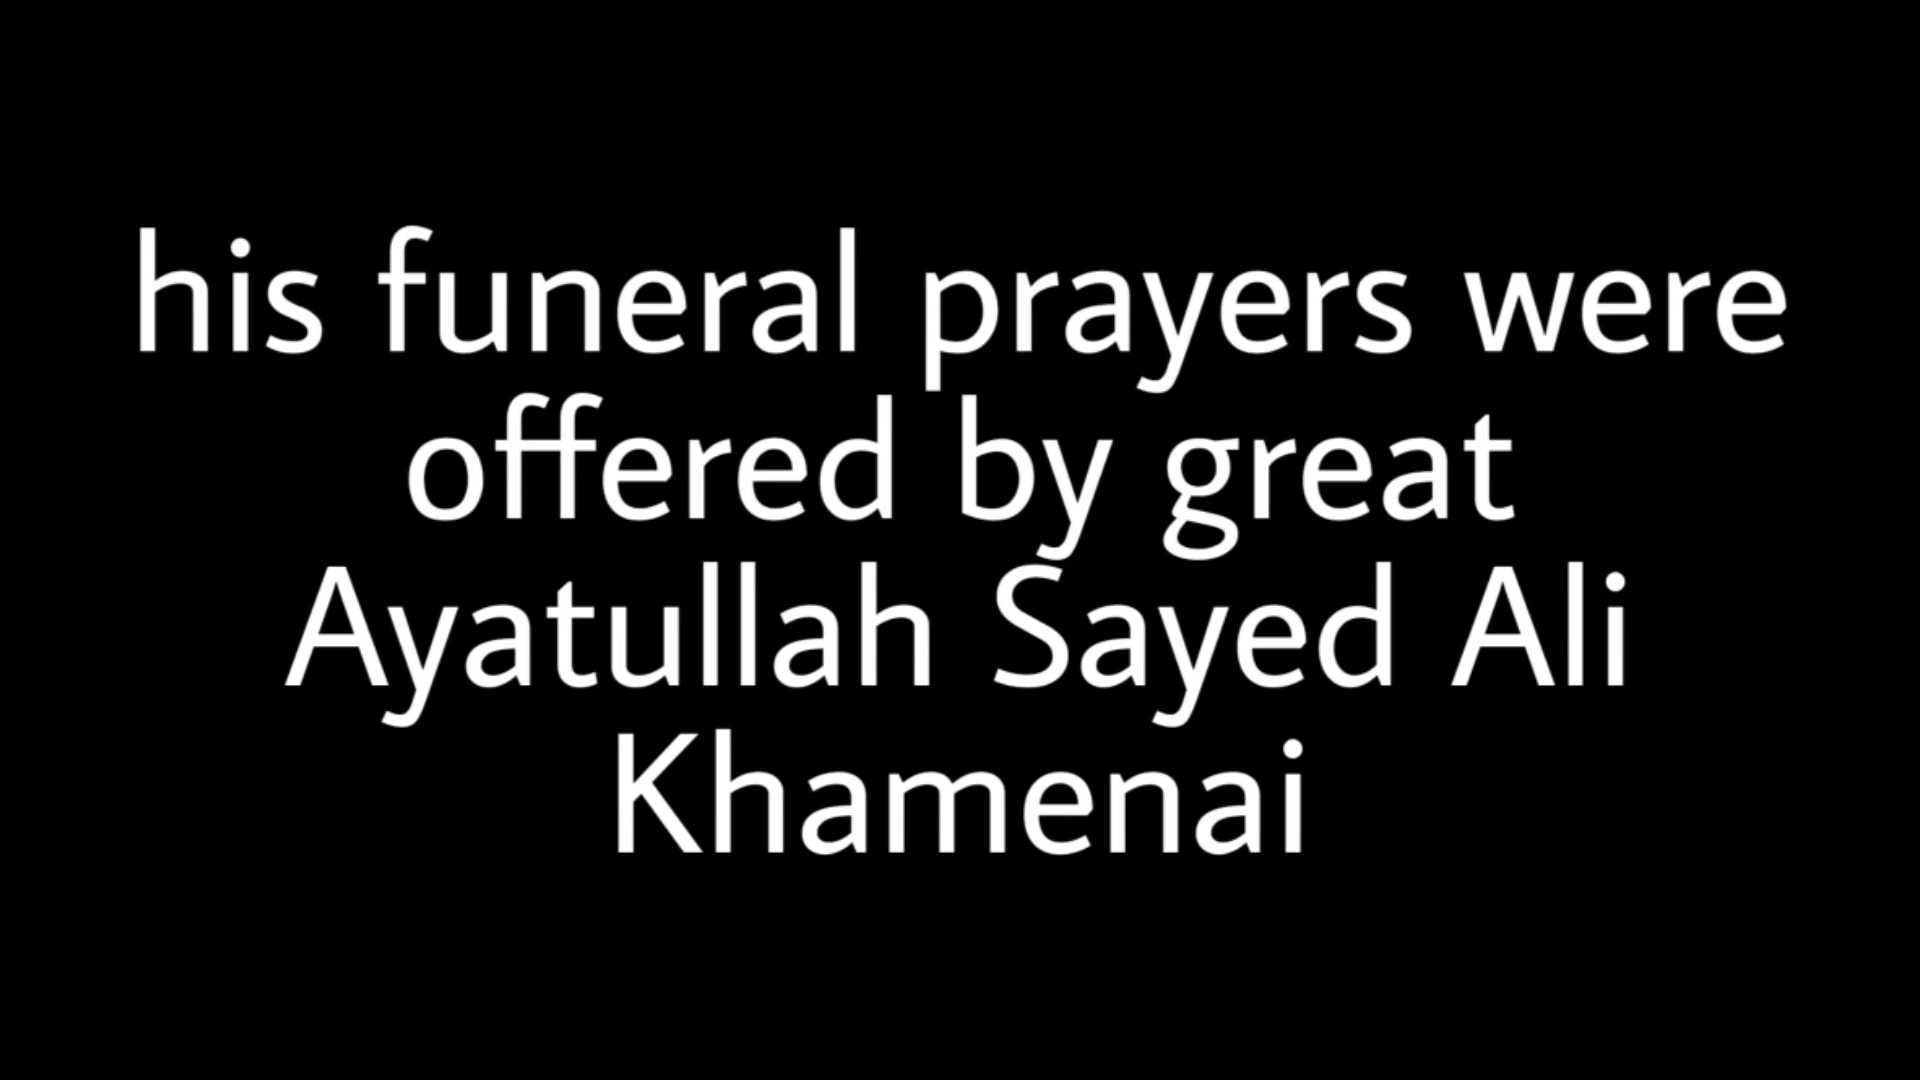 his funeral prayers were
offered by great
Ayatullah Sayed Ali
Khamenai